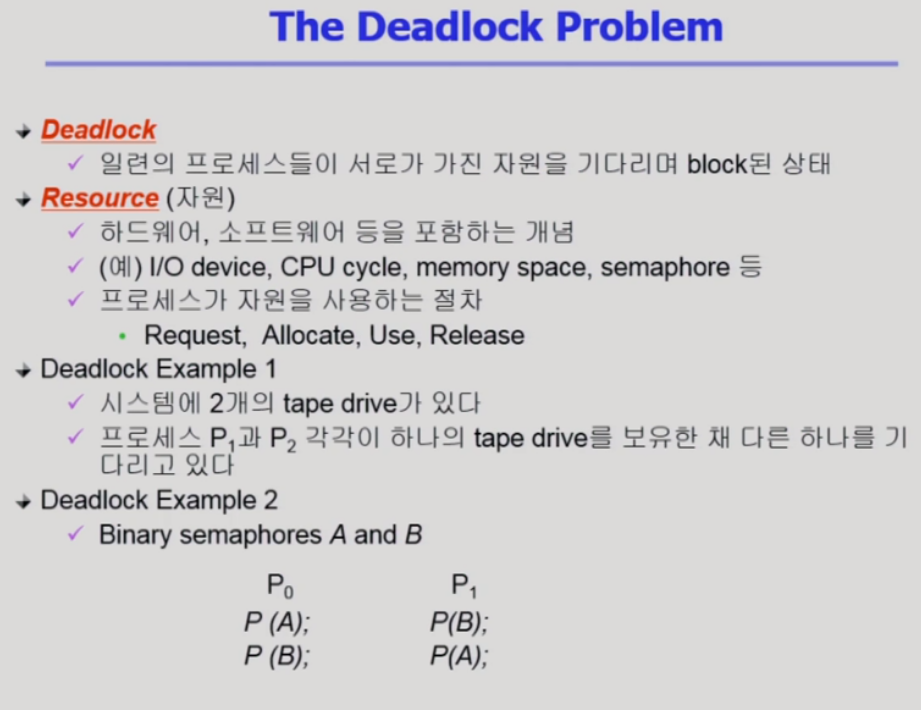 The Deadlock Problem
Deadlock
일련의 프로세스들이 서로가 가진 자원을 기다리며 block된 상태
Resource (자원)
하드웨어, 소프트웨어 등을 포함하는 개념
(예) I/O device, CPU cycle, memory space, semaphore 등
프로세스가 자원을 사용하는 절차
Request, Allocate, Use, Release
Deadlock Example 1
시스템에 2개의 tape drive가 있다
프로세스 P₁과 P₂ 각각이 하나의 tape drive를 보유한 채 다른 하나를 기
다리고 있다
Deadlock Example 2
Binary semaphores A and B
P₀ P₁
P (A); P(B);
P (B); P(A);